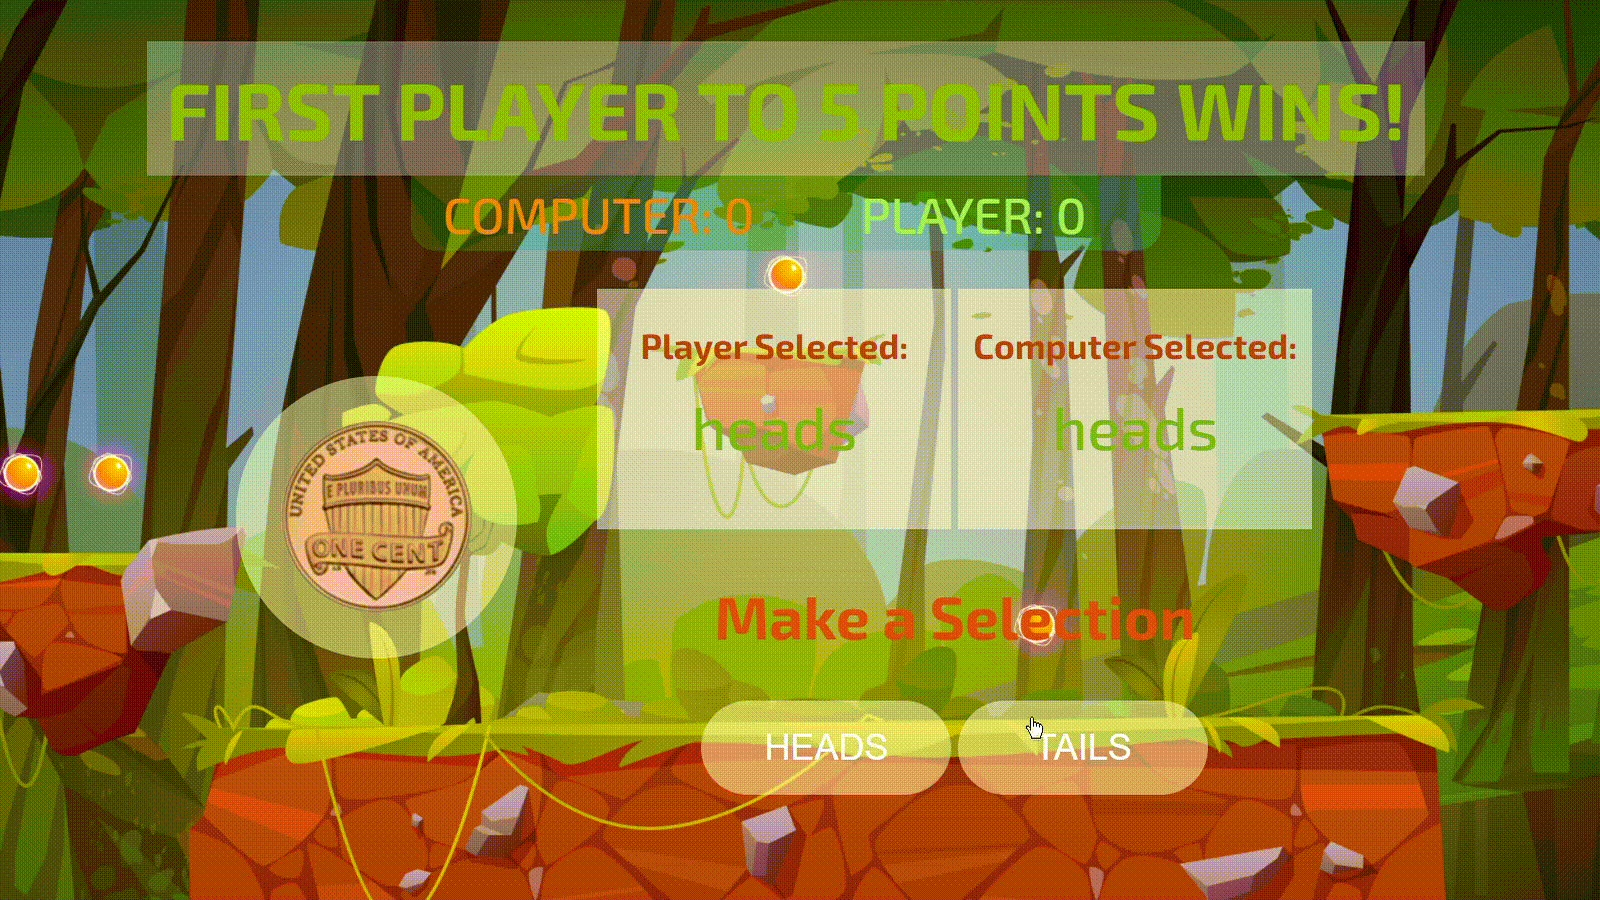 FIRST PLAYER TO 5 POINTS WINS!
COMPUTER: 0 PLAYER: 0
Player Selected: Computer Selected:
heads heads
UNITED STATES OF AMERICA
E PLURIBUS UNUM
ONE CENT
Make a Selection
HEADS TAILS